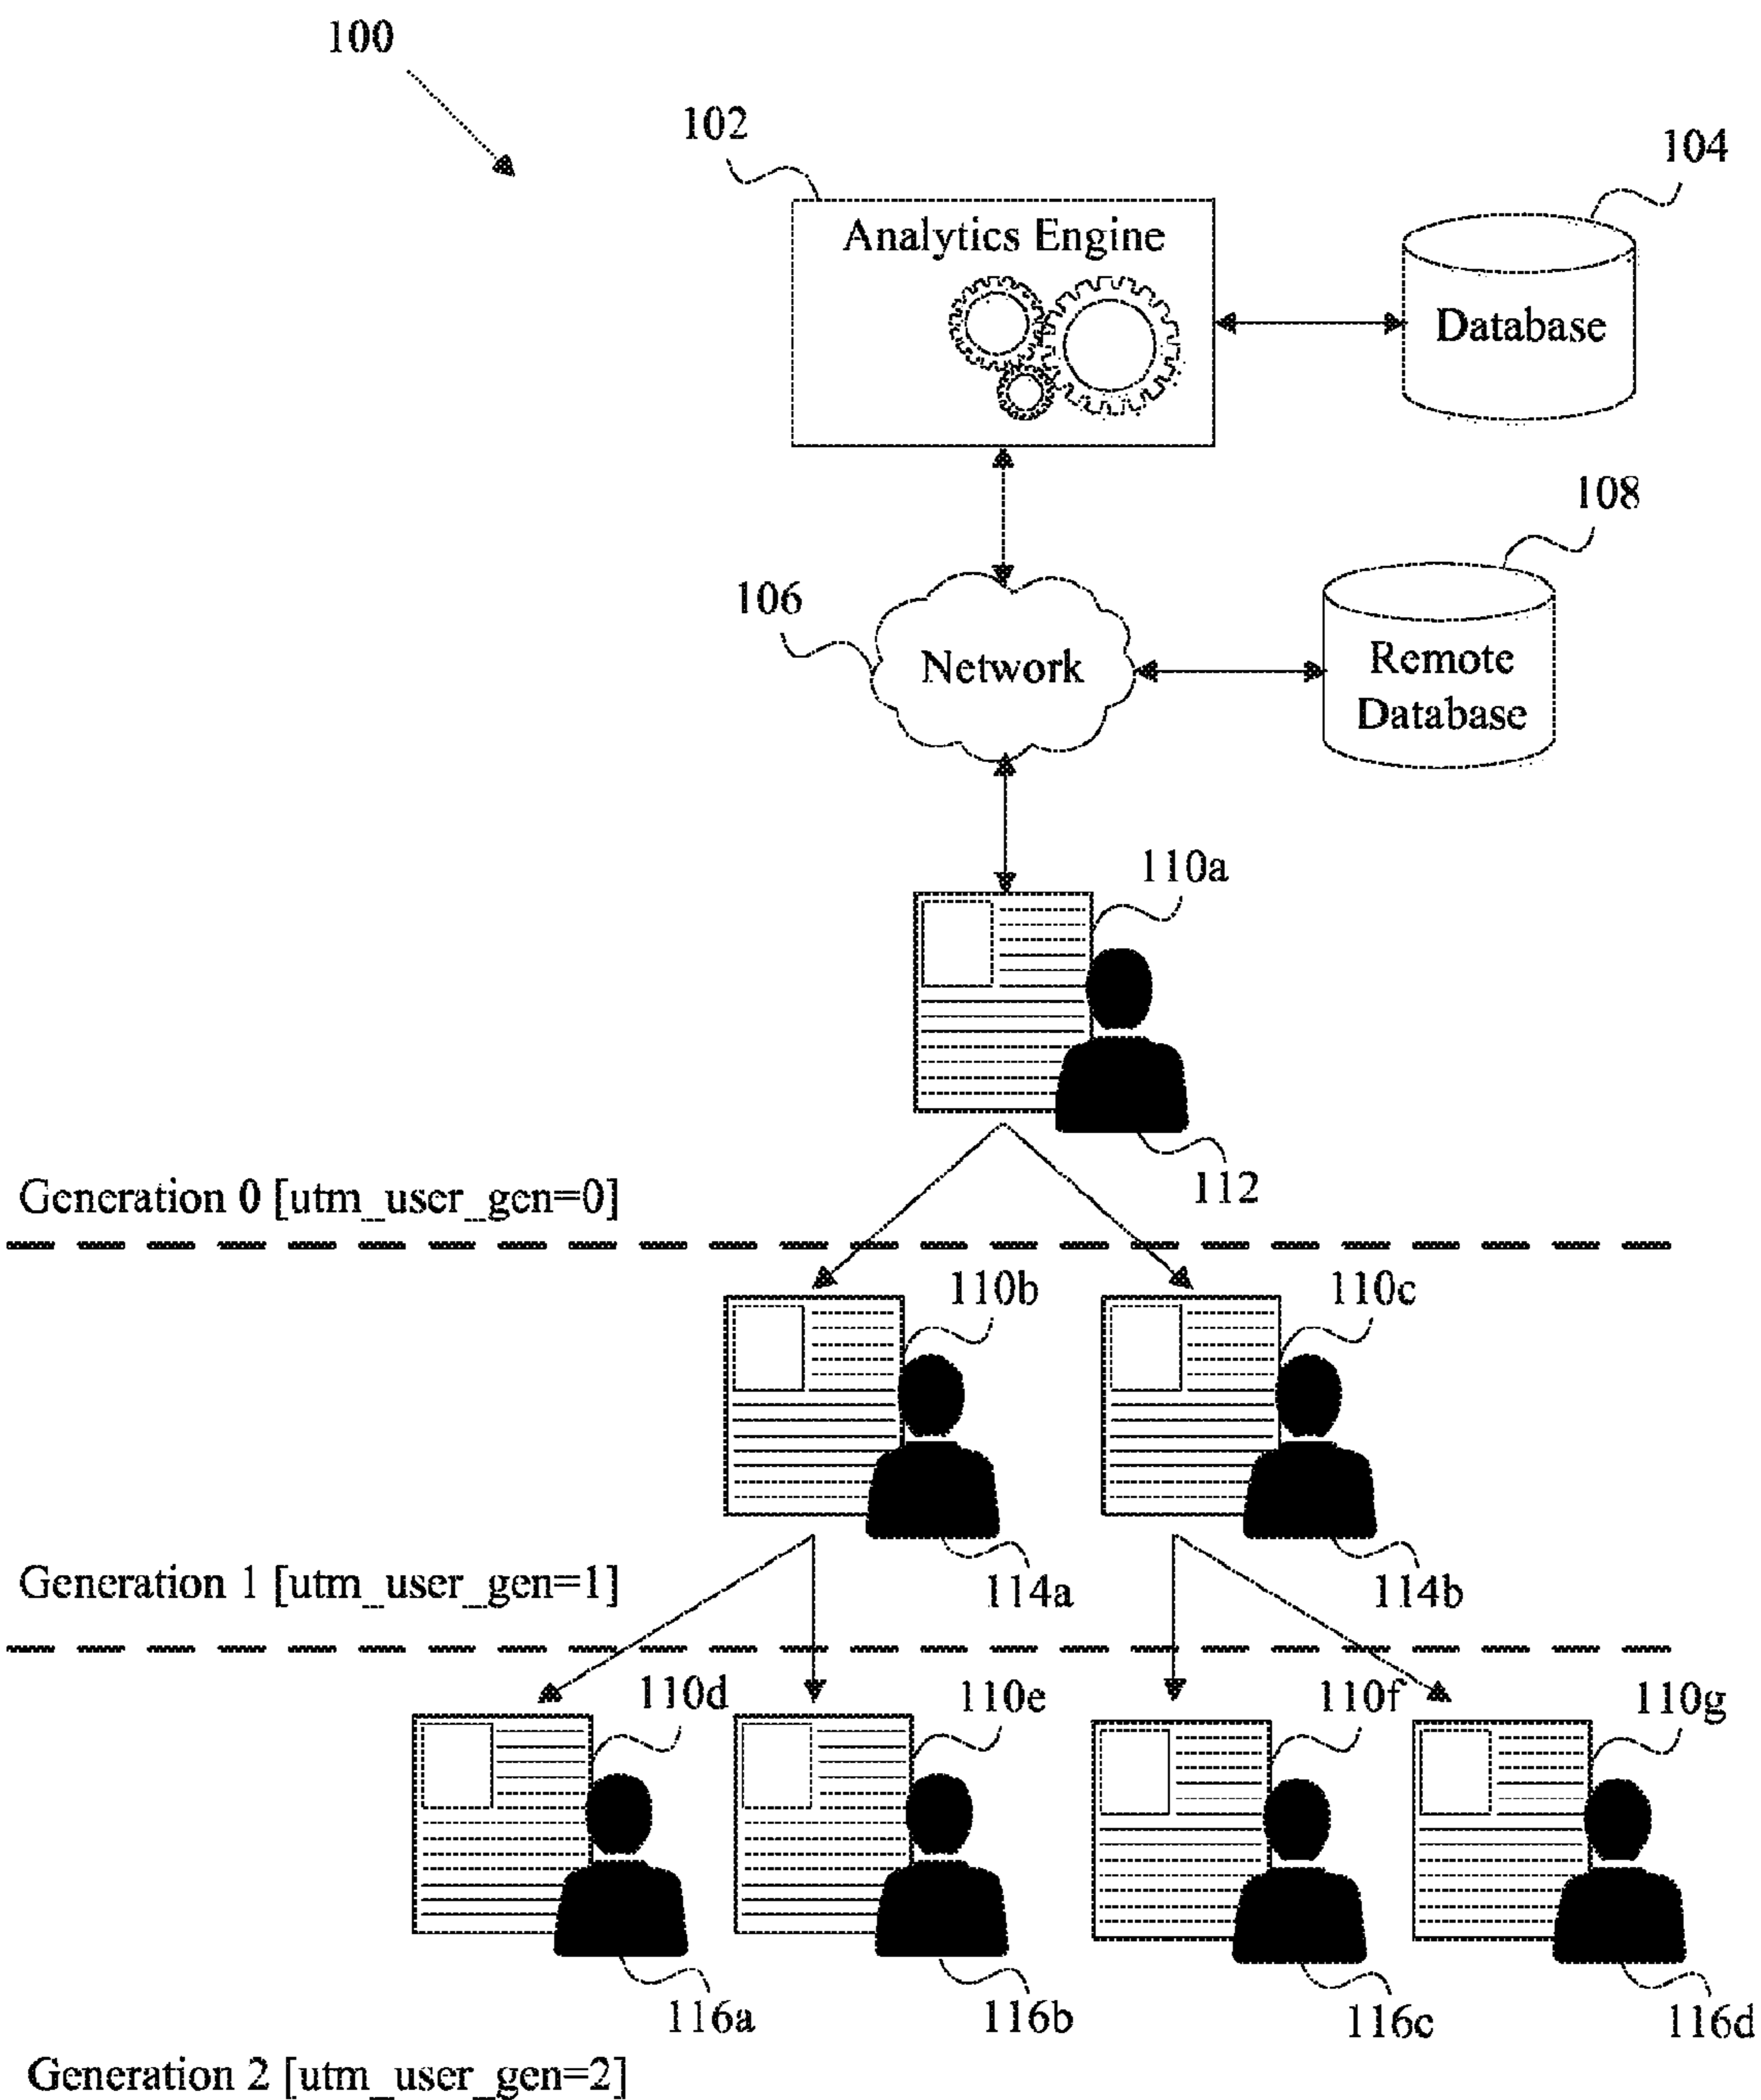 100
102
104
Analytics Engine
Database
108
106
Network
Remote
Database
110a
112
Generation 0 [utm_user_gen=0]
110b
110c
114a
114b
Generation 1 [utm_user_gen=1]
110d
110e
110f
110g
116a
116b
116c
116d
Generation 2 [utm_user_gen=2]